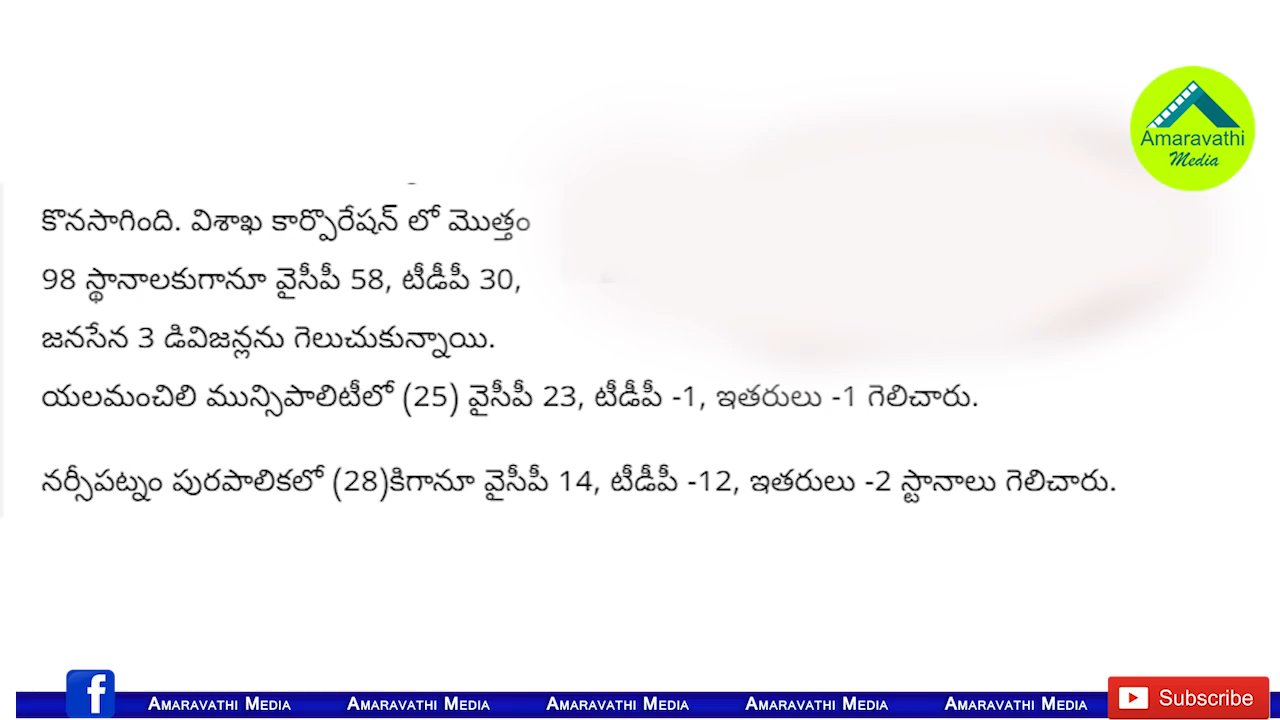 Amaravathi
Media
కొనసాగింది. విశాఖ కార్పొరేషన్ లో మొత్తం
98 స్థానాలకుగానూ వైసీపీ 58, టీడీపీ 30,
జనసేన 3 డివిజన్లను గెలుచుకున్నాయి.
యలమంచిలి మున్సిపాలిటీలో (25) వైసీపీ 23, టీడీపీ -1, ఇతరులు -1 గెలిచారు.
నర్సీపట్నం పురపాలికలో (28)కిగానూ వైసీపీ 14, టీడీపీ -12, ఇతరులు -2 స్టానాలు గెలిచారు.
f AMARAVATHI MEDIA AMARAVATHI MEDIA AMARAVATHI MEDIA AMARAVATHI MEDIA AMARAVATHI MEDIA Subscribe